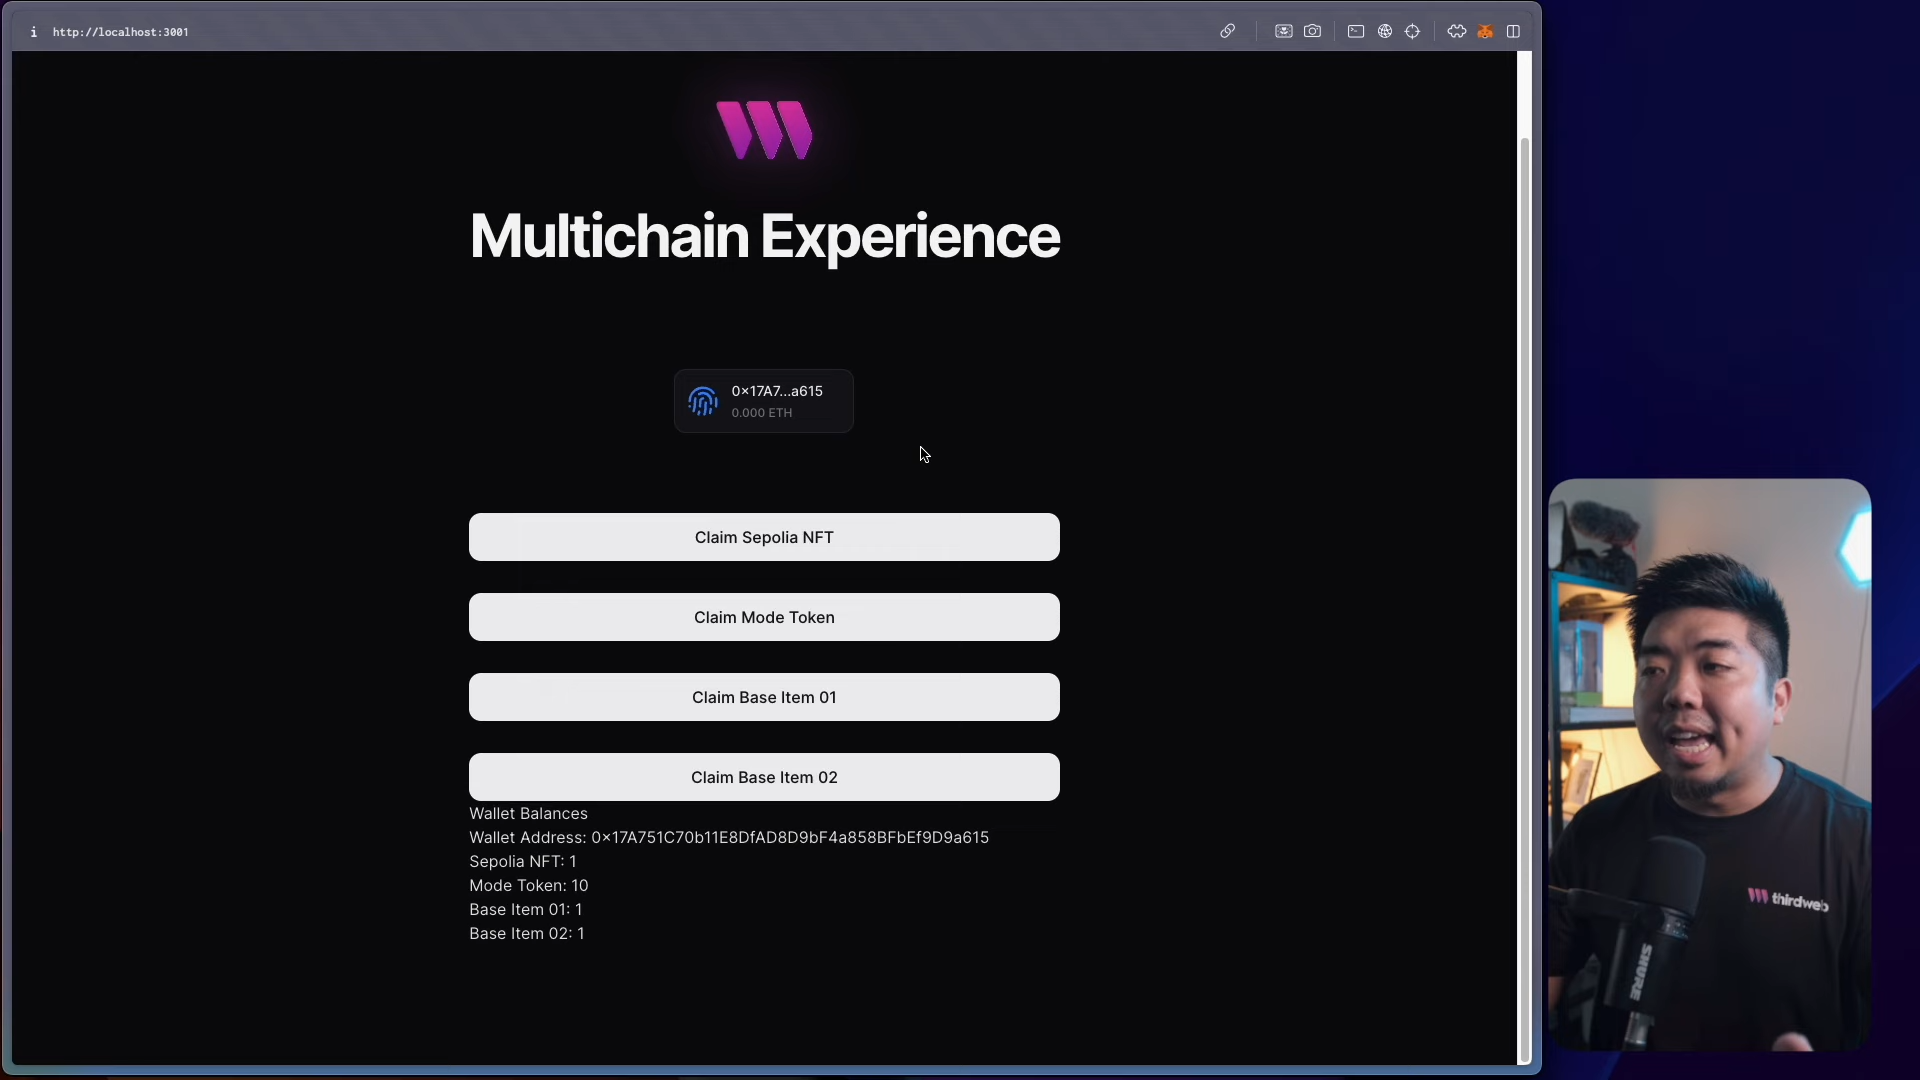 http://localhost:3001
Multichain Experience
0x17A7...a615
0.000 ETH
Claim Sepolia NFT
Claim Mode Token
Claim Base Item 01
Claim Base Item 02
Wallet Balances
Wallet Address: 0x17A751C70b11E8DfAD8D9bF4a858BFbEf9D9a615
Sepolia NFT: 1
Mode Token: 10
Base Item 01: 1
Base Item 02: 1
thirdweb
SHURE